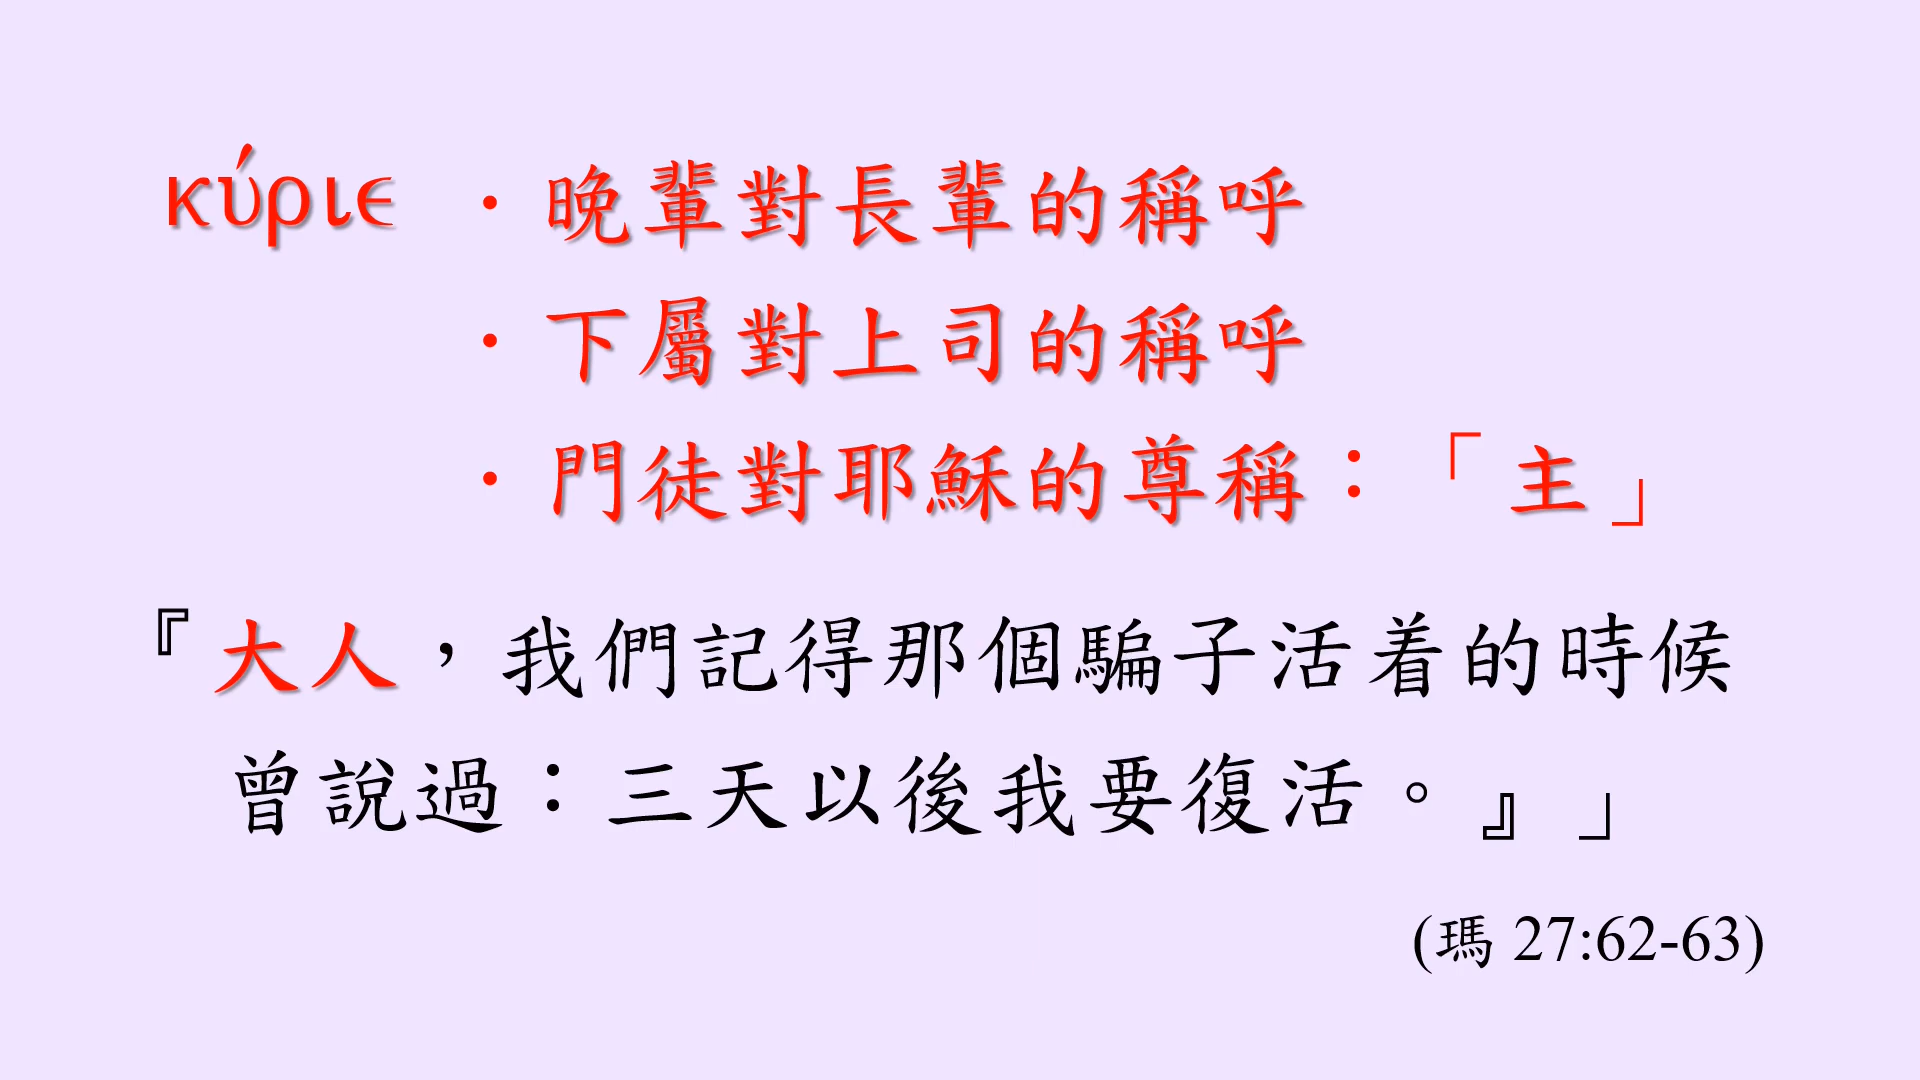 κύριε ·晚輩對長輩的稱呼
·下屬對上司的稱呼
·門徒對耶穌的尊稱：「主」
『大人，我們記得那個騙子活着的時候
曾說過：三天以後我要復活。』」
(瑪 27:62-63)